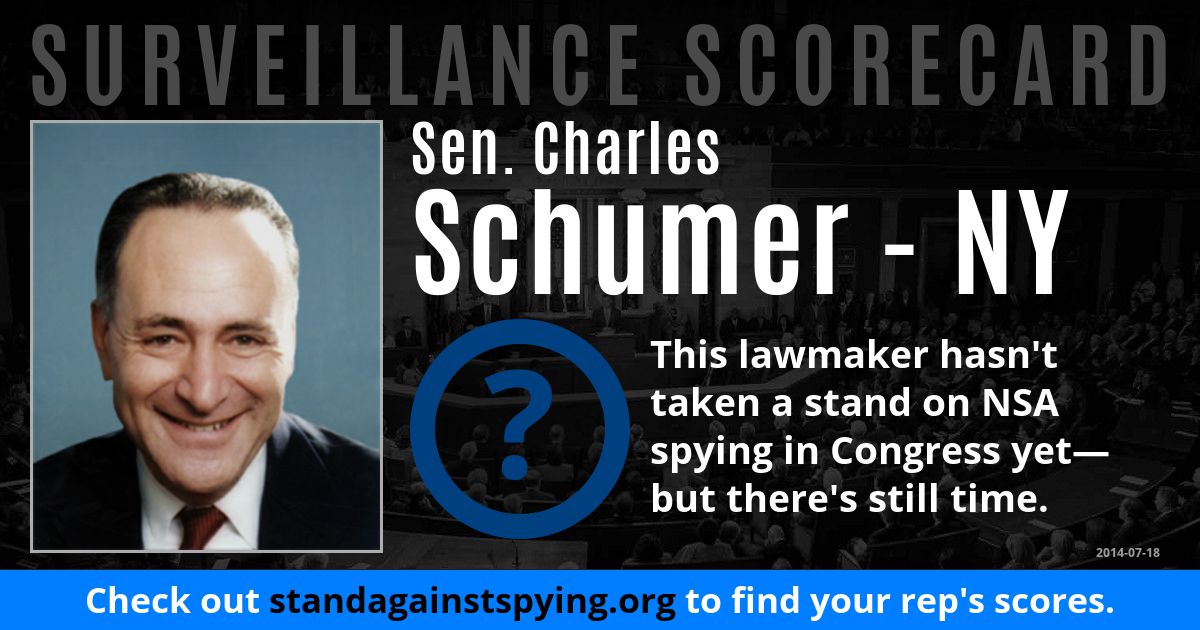 SURVEILLANCE SCORECARD
Sen. Charles
Schumer - NY
?
This lawmaker hasn't
taken a stand on NSA
spying in Congress yet—
but there's still time.
2014-07-18
Check out standagainstspying.org to find your rep's scores.